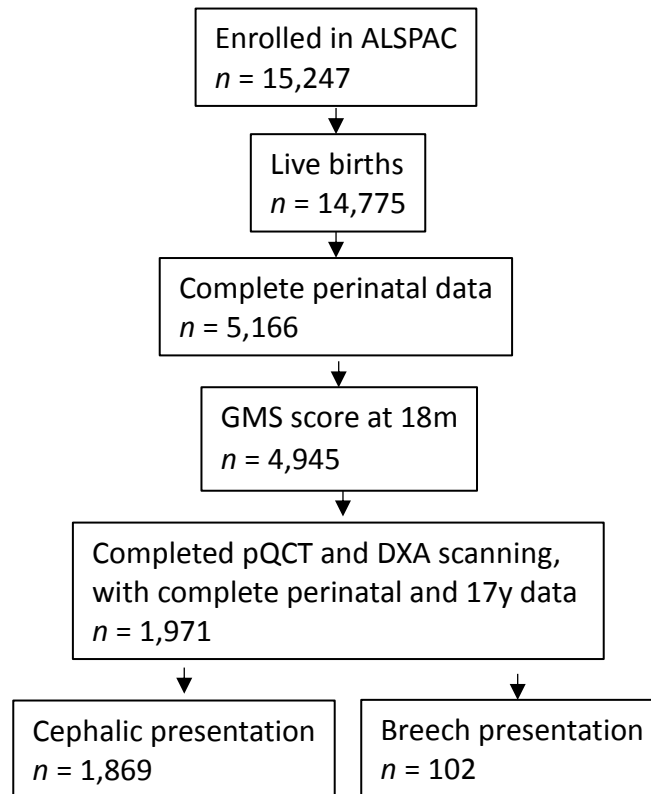 Enrolled in ALSPAC
n = 15,247
Live births
n = 14,775
Complete perinatal data
n = 5,166
GMS score at 18m
n = 4,945
Completed pQCT and DXA scanning,
with complete perinatal and 17y data
n = 1,971
Cephalic presentation
n = 1,869
Breech presentation
n = 102